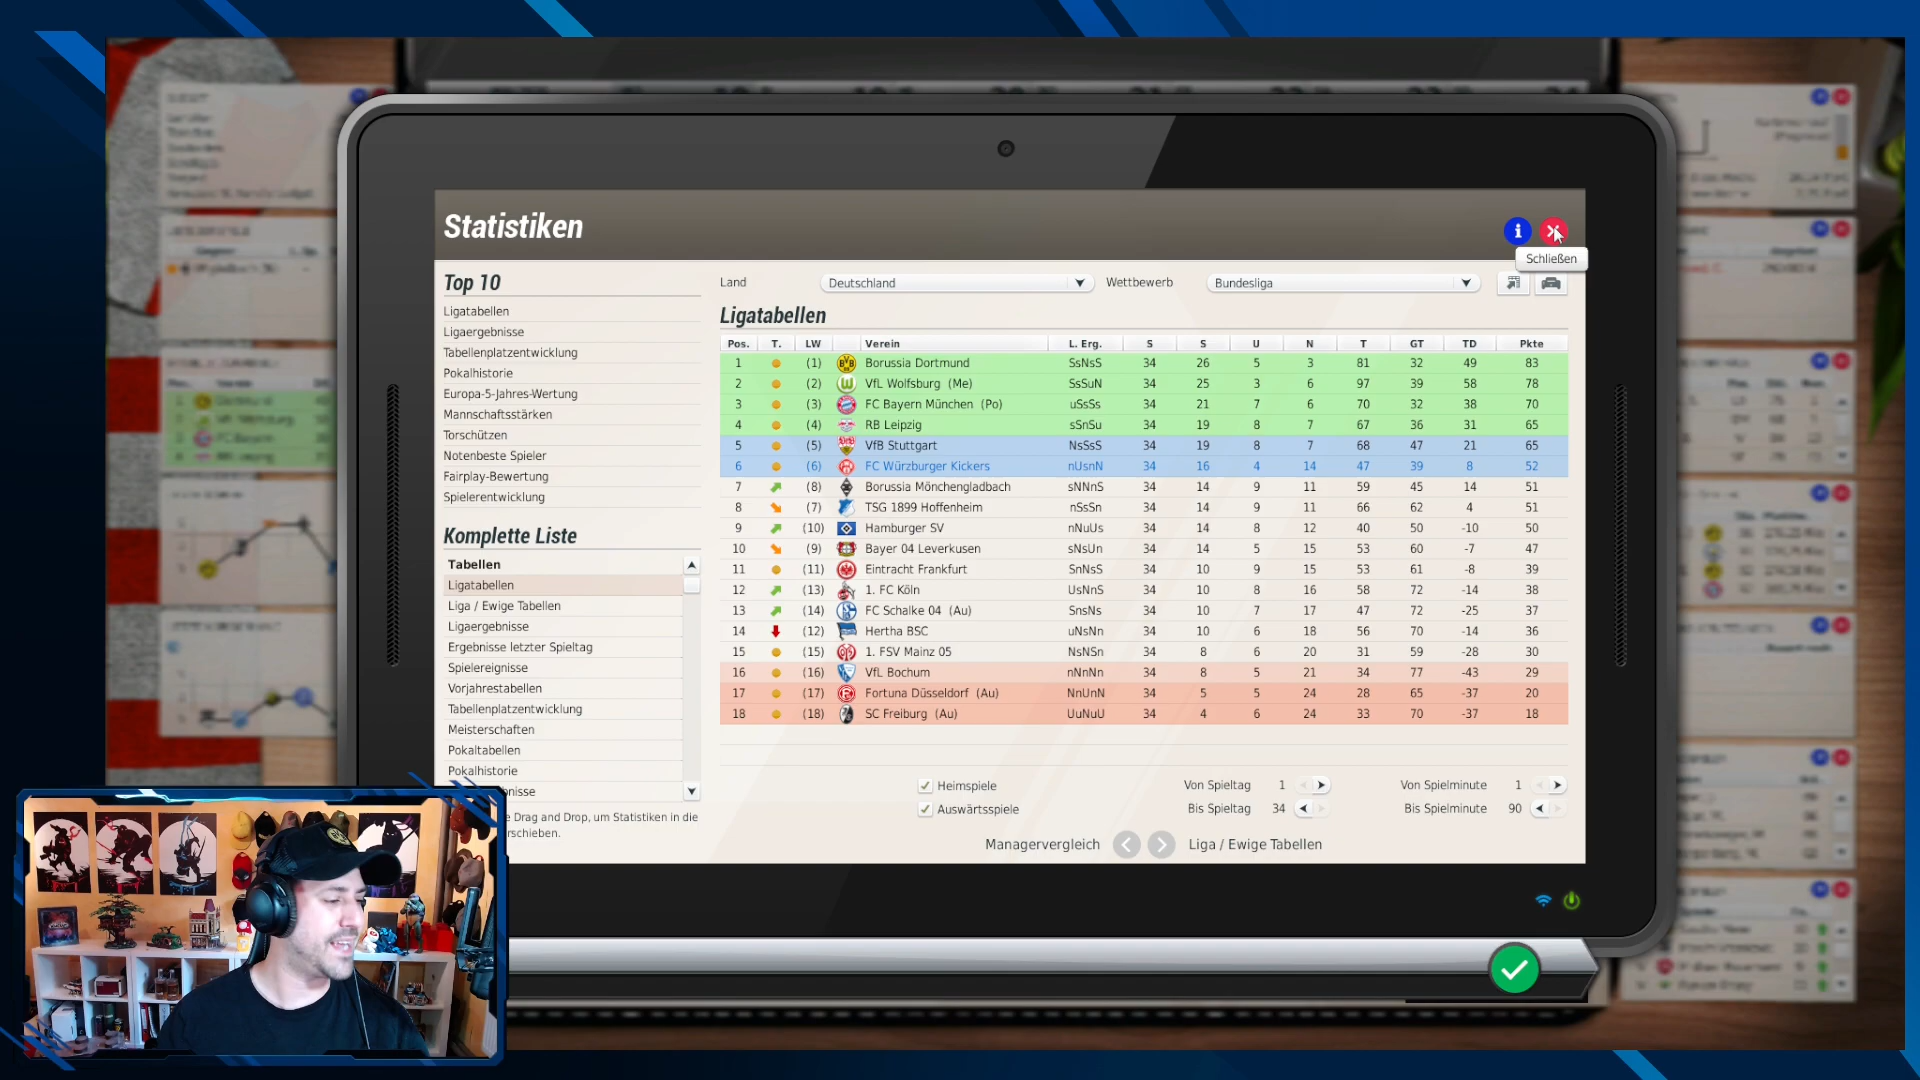 Statistiken
Schließen
Top 10
Ligatabellen
Ligaergebnisse
Tabellenplatzentwicklung
Pokalhistorie
Europa-5-Jahres-Wertung
Mannschaftsstärken
Torschützen
Notenbeste Spieler
Fairplay-Bewertung
Spielerentwicklung
Komplette Liste
Tabellen
Ligatabellen
Liga / Ewige Tabellen
Ligaergebnisse
Ergebnisse letzter Spieltag
Spielereignisse
Vorjahrestabellen
Tabellenplatzentwicklung
Meisterschaften
Pokaltabellen
Pokalhistorie
e Drag and Drop, um Statistiken in die
Land Deutschland Wettbewerb Bundesliga
Ligatabellen
Pos. T. LW Verein L. Erg. S S U N T GT TD Pkte
1 (1) Borussia Dortmund SsNsS 34 26 5 3 81 32 49 83
2 (2) VfL Wolfsburg (Me) SsSuN 34 25 3 6 97 39 58 78
3 (3) FC Bayern München (Po) uSsSs 34 21 7 6 70 32 38 70
4 (4) RB Leipzig sSnSu 34 19 8 7 67 36 31 65
5 (5) VfB Stuttgart NsSsS 34 19 8 7 68 47 21 65
6 (6) FC Würzburger Kickers nUsnN 34 16 4 14 47 39 8 52
7 (8) Borussia Mönchengladbach sNNnS 34 14 9 11 59 45 14 51
8 (7) TSG 1899 Hoffenheim nSsSn 34 14 9 11 66 62 4 51
9 (10) Hamburger SV nNuUs 34 14 8 12 40 50 -10 50
10 (9) Bayer 04 Leverkusen sNsUn 34 14 5 15 53 60 -7 47
11 (11) Eintracht Frankfurt SnNsS 34 10 9 15 53 61 -8 39
12 (13) 1. FC Köln UsNnS 34 10 8 16 58 72 -14 38
13 (14) FC Schalke 04 (Au) SnsNs 34 10 7 17 47 72 -25 37
14 (12) Hertha BSC uNsNn 34 10 6 18 56 70 -14 36
15 (15) 1. FSV Mainz 05 NsNSn 34 8 6 20 31 59 -28 30
16 (16) VfL Bochum nNnNn 34 8 5 21 34 77 -43 29
17 (17) Fortuna Düsseldorf (Au) NnUnN 34 5 5 24 28 65 -37 20
18 (18) SC Freiburg (Au) UuNuU 34 4 6 24 33 70 -37 18
Heimspiele Von Spieltag 1 Von Spielminute 1
Auswärtsspiele Bis Spieltag 34 Bis Spielminute 90
Managervergleich Liga / Ewige Tabellen